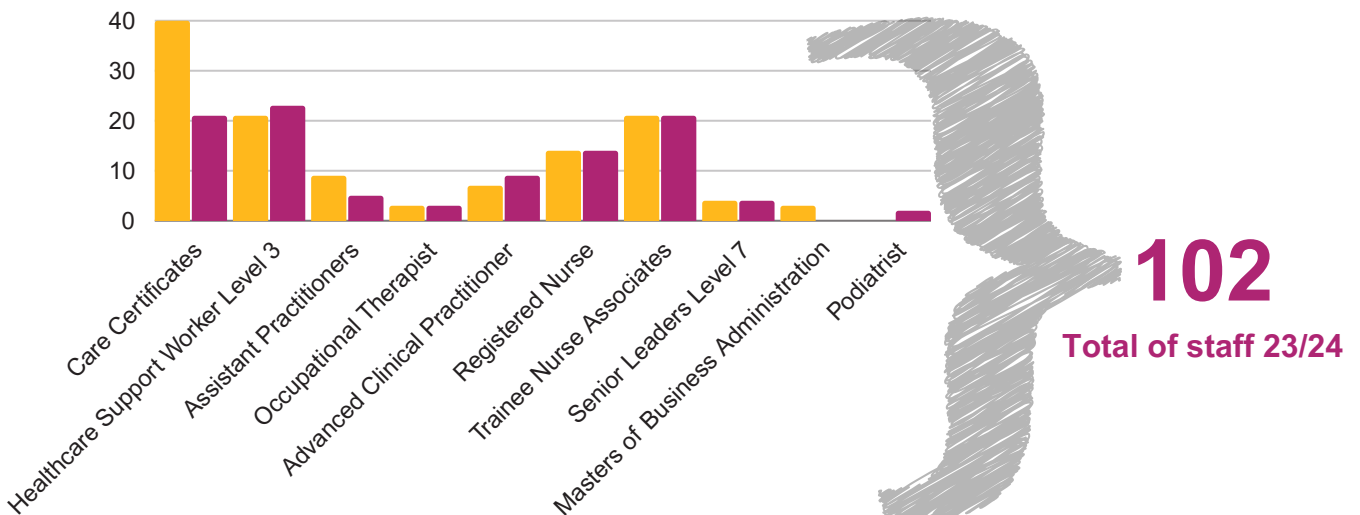 40
30
20
10
0
Care Certificates
Healthcare Support Worker Level 3
Assistant Practitioners
Occupational Therapist
Advanced Clinical Practitioner
Registered Nurse
Trainee Nurse Associates
Senior Leaders Level 7
Masters of Business Administration
Podiatrist
102
Total of staff 23/24